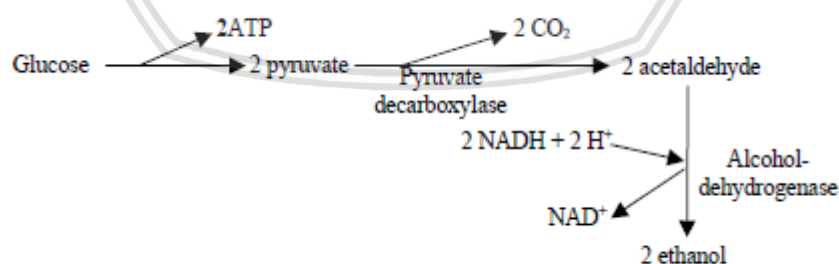 2ATP
2 CO₂
Glucose
2 pyruvate
2 acetaldehyde
Pyruvate
decarboxylase
2 NADH + 2 H⁺
Alcohol-
dehydrogenase
NAD⁺
2 ethanol